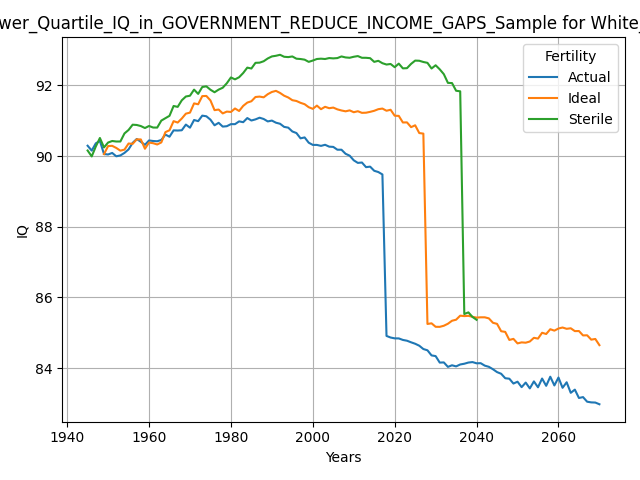 wer_Quartile_IQ_in_GOVERNMENT_REDUCE_INCOME_GAPS_Sample for White_
Fertility
Actual
Ideal
Sterile
IQ
92
90
88
86
84
1940
1960
1980
2000
2020
2040
2060
Years